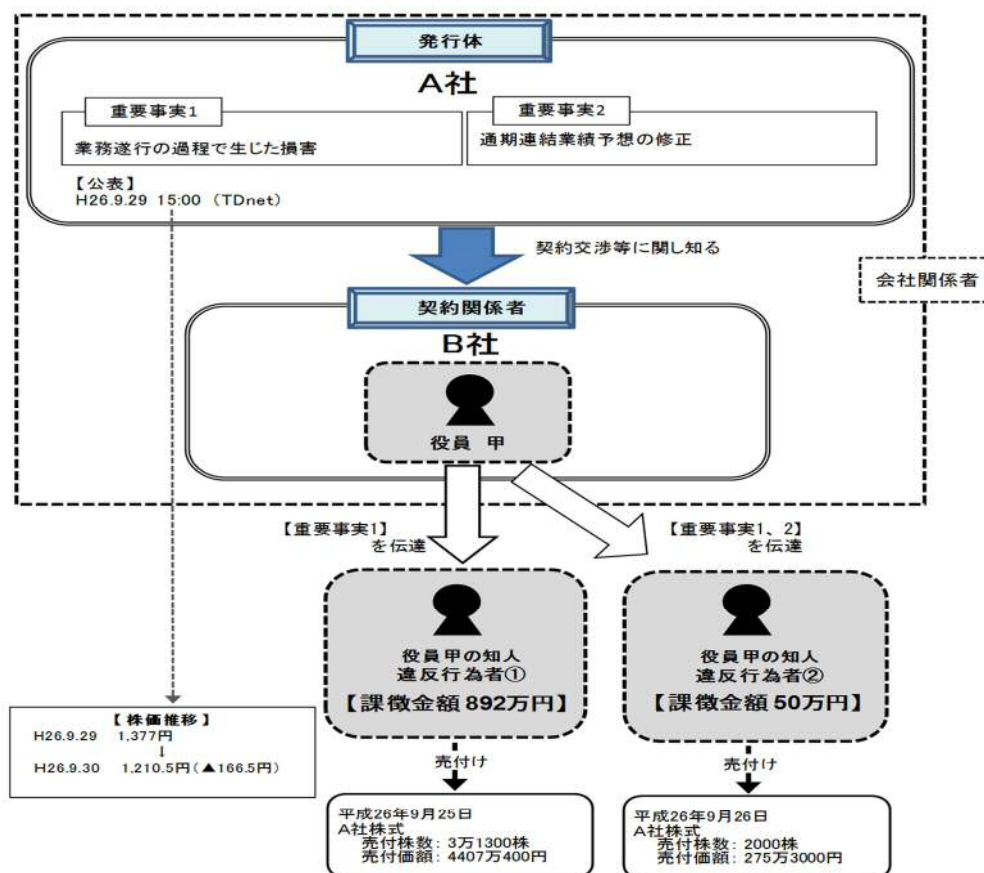 発行体
A社
重要事実1
業務遂行の過程で生じた損害
重要事実2
通期連結業績予想の修正
【公表】
H26.9.29 15:00 (TDnet)
契約交渉等に関し知る
会社関係者
契約関係者
B社
役員 甲
【重要事実1】
を伝達
【重要事実1、2】
を伝達
役員甲の知人
違反行為者①
【課徴金額 892万円】
役員甲の知人
違反行為者②
【課徴金額 50万円】
【株価推移】
H26.9.29 1,377円
↓
H26.9.30 1,210.5円(▲166.5円)
売付け
売付け
平成26年9月25日
A社株式
売付株数: 3万1300株
売付価額: 4407万400円
平成26年9月26日
A社株式
売付株数: 2000株
売付価額: 275万3000円